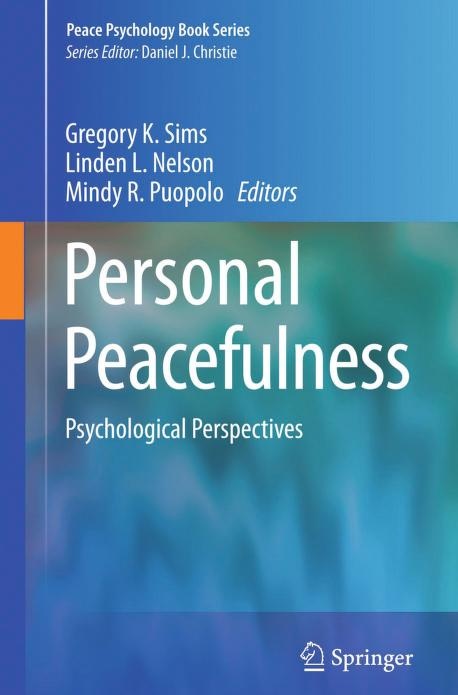 Peace Psychology Book Series
Series Editor: Daniel J. Christie
Gregory K. Sims
Linden L. Nelson
Mindy R. Puopolo Editors
Personal
Peacefulness
Psychological Perspectives
Springer